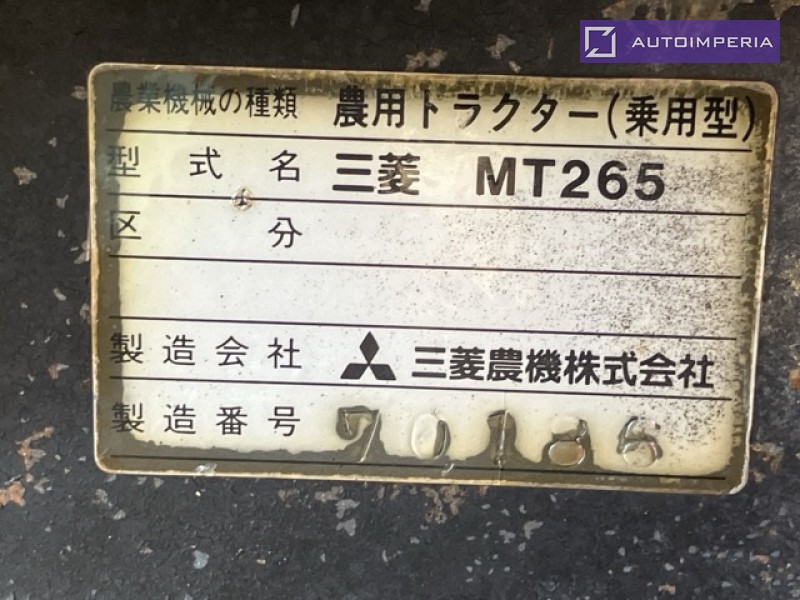 AUTOIMPERIA
農業機械の種類 農用トラクター(乗用型)
型式名 三菱 MT265
区分
製造会社 三菱農機株式会社
製造番号 70186